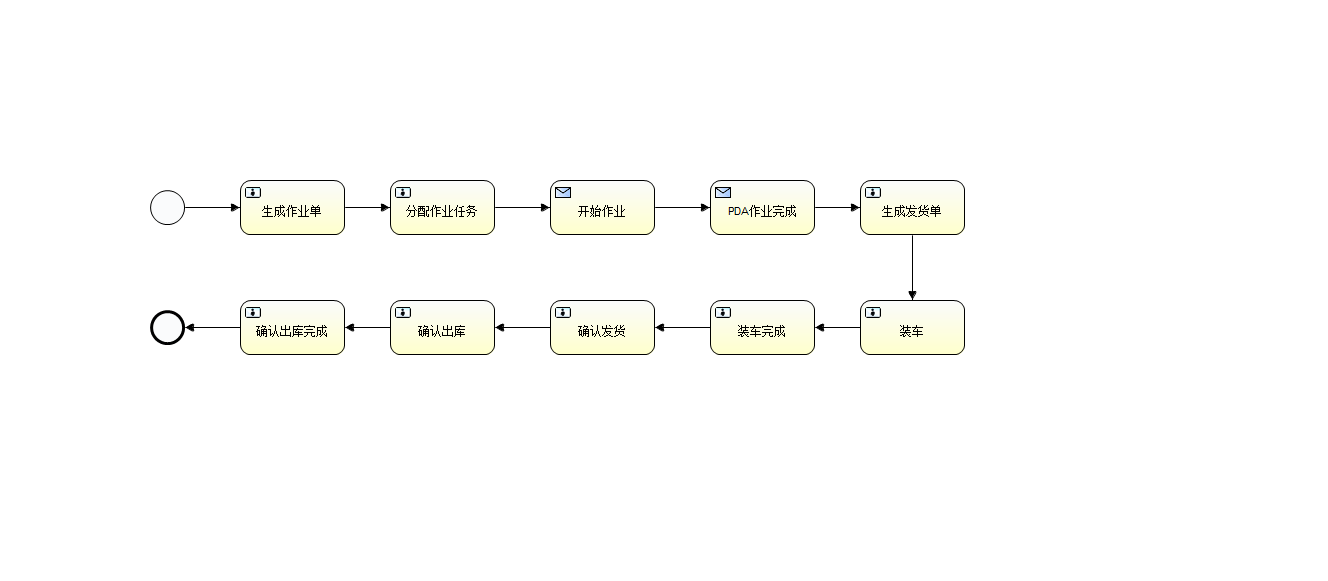 生成作业单
分配作业任务
开始作业
PDA作业完成
生成发货单
装车
装车完成
确认发货
确认出库
确认出库完成